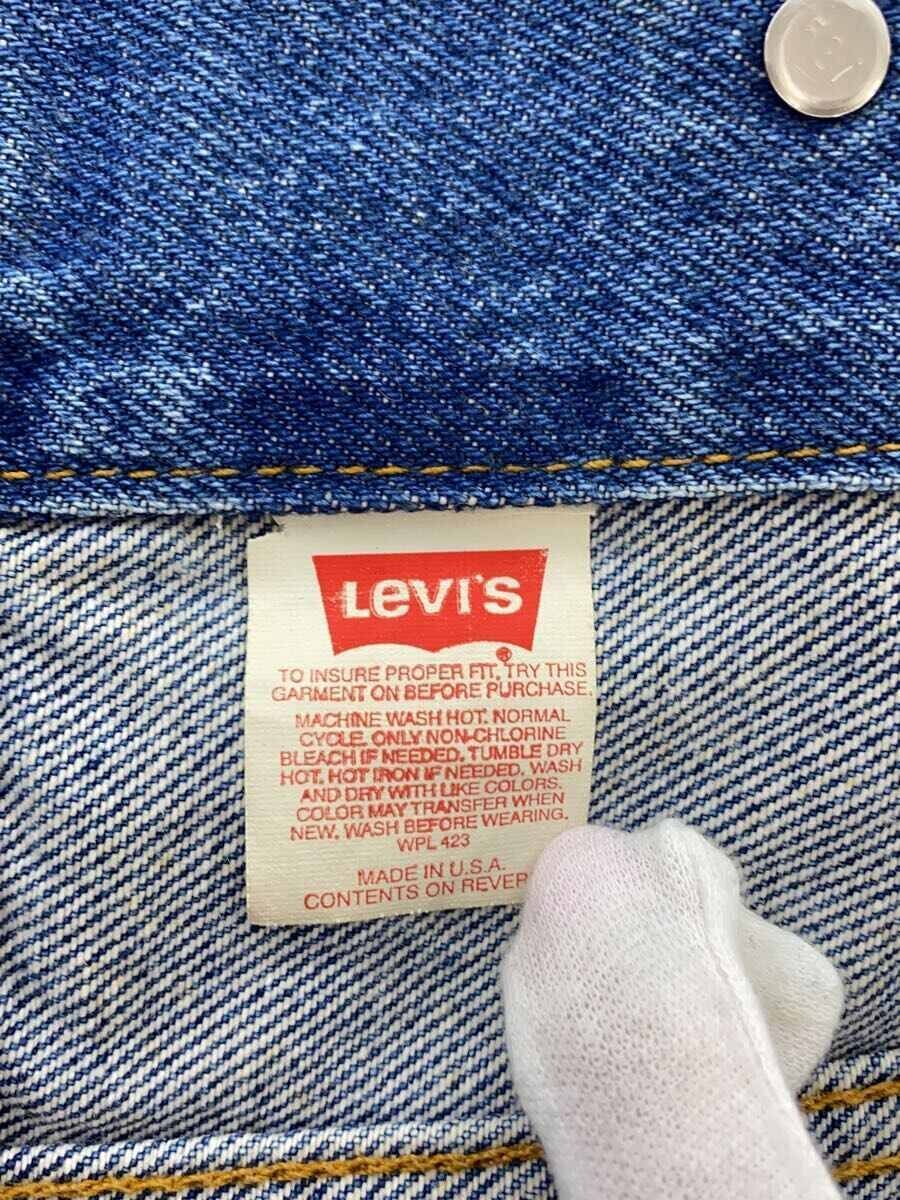 LEVI'S
®
TO INSURE PROPER FIT, TRY THIS
GARMENT ON BEFORE PURCHASE.
MACHINE WASH HOT. NORMAL
CYCLE. ONLY NON-CHLORINE
BLEACH IF NEEDED. TUMBLE DRY
HOT. HOT IRON IF NEEDED. WASH
AND DRY WITH LIKE COLORS.
COLOR MAY TRANSFER WHEN
NEW. WASH BEFORE WEARING.
WPL 423
MADE IN U.S.A.
CONTENTS ON REVER